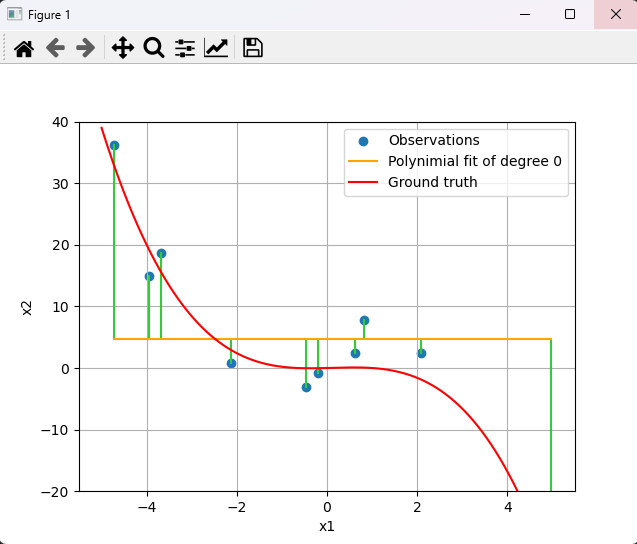 Figure 1
Observations
Polynimial fit of degree 0
Ground truth
40
30
20
10
0
−10
−20
x2
−4
−2
0
2
4
x1